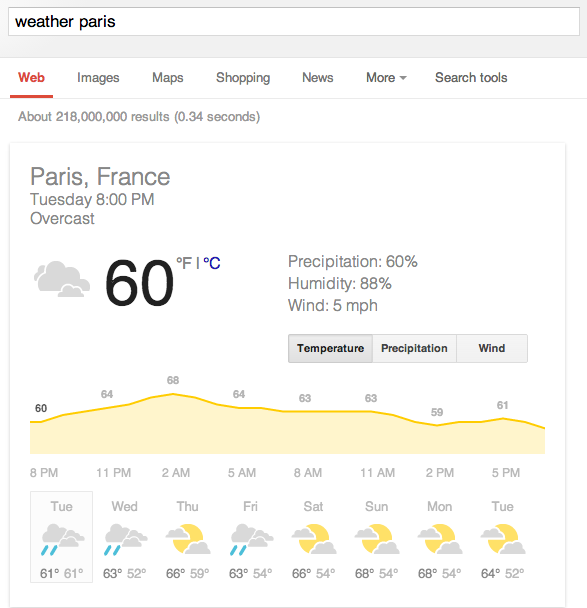 weather paris
Web Images Maps Shopping News More Search tools
About 218,000,000 results (0.34 seconds)
Paris, France
Tuesday 8:00 PM
Overcast
60 °F | °C
Precipitation: 60%
Humidity: 88%
Wind: 5 mph
Temperature Precipitation Wind
60 64 68 64 63 63 59 61
8 PM 11 PM 2 AM 5 AM 8 AM 11 AM 2 PM 5 PM
Tue Wed Thu Fri Sat Sun Mon Tue
61° 61° 63° 52° 66° 59° 63° 54° 66° 54° 68° 54° 68° 54° 64° 52°